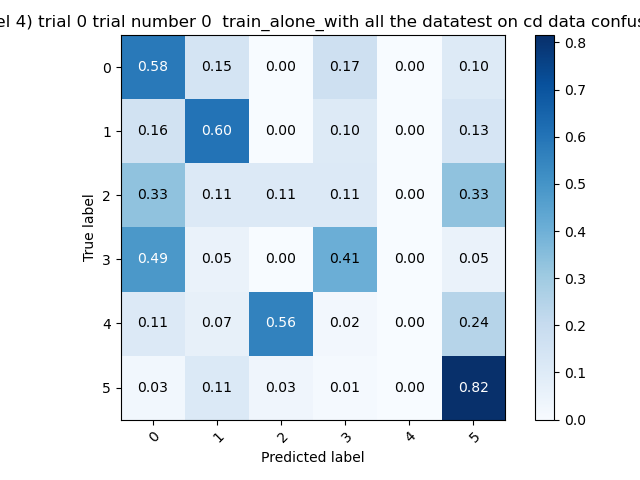 el 4) trial 0 trial number 0  train_alone_with all the datatest on cd data confus
0 0.58 0.15 0.00 0.17 0.00 0.10
1 0.16 0.60 0.00 0.10 0.00 0.13
2 0.33 0.11 0.11 0.11 0.00 0.33
3 0.49 0.05 0.00 0.41 0.00 0.05
4 0.11 0.07 0.56 0.02 0.00 0.24
5 0.03 0.11 0.03 0.01 0.00 0.82
True label
0 1 2 3 4 5
Predicted label
0.8
0.7
0.6
0.5
0.4
0.3
0.2
0.1
0.0